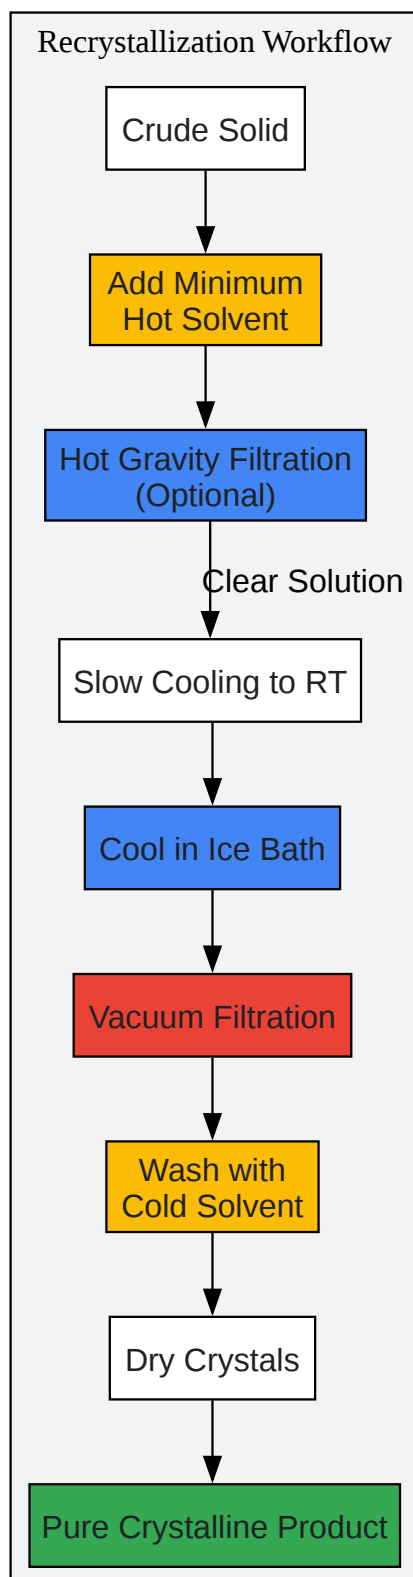 Recrystallization Workflow
Crude Solid
Add Minimum
Hot Solvent
Hot Gravity Filtration
(Optional)
Clear Solution
Slow Cooling to RT
Cool in Ice Bath
Vacuum Filtration
Wash with
Cold Solvent
Dry Crystals
Pure Crystalline Product